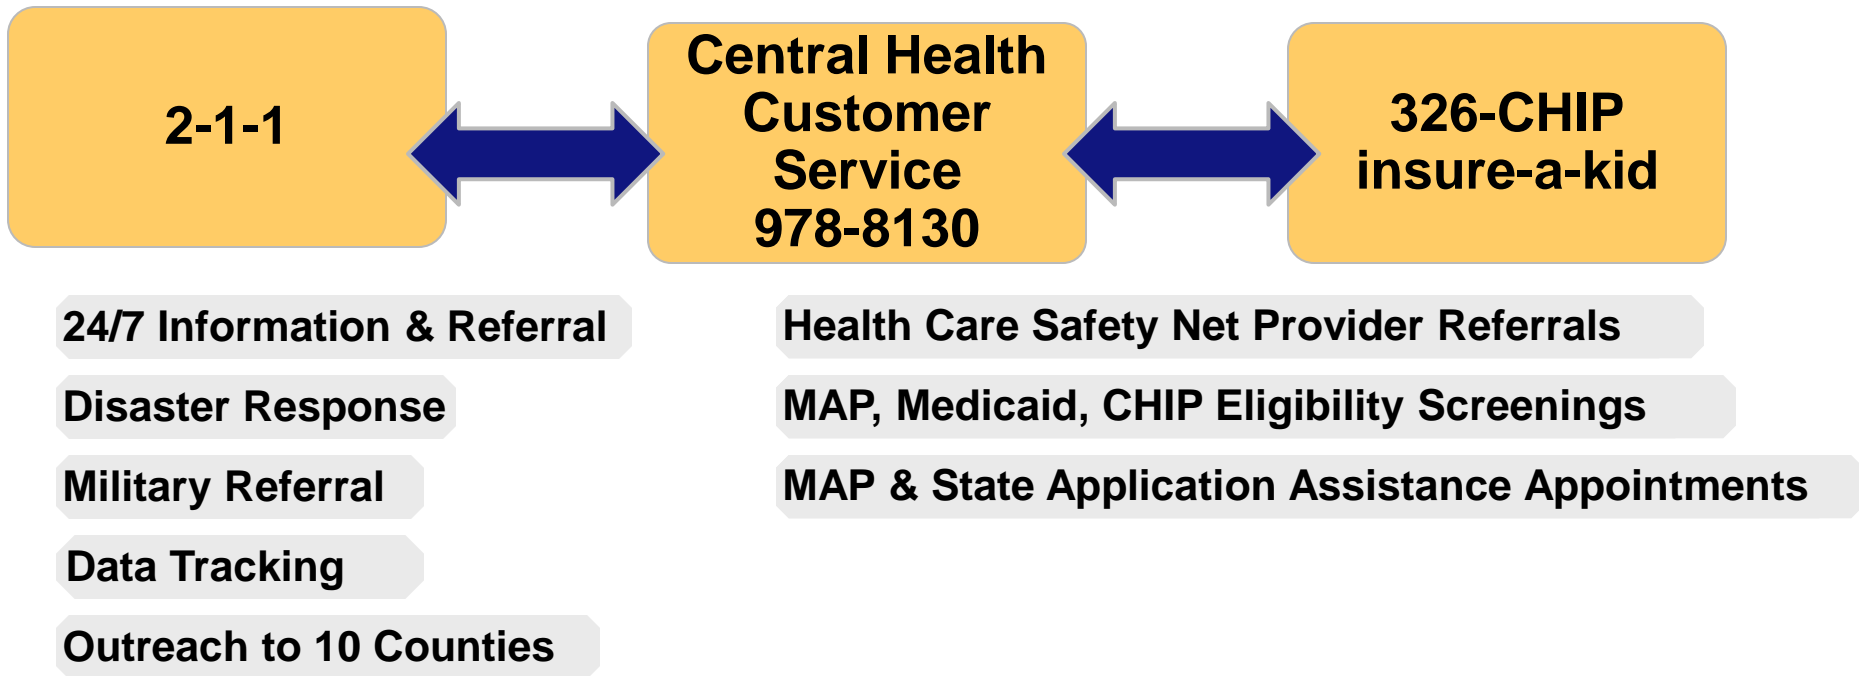 2-1-1
Central Health
Customer
Service
978-8130
326-CHIP
insure-a-kid
24/7 Information & Referral
Disaster Response
Military Referral
Data Tracking
Outreach to 10 Counties
Health Care Safety Net Provider Referrals
MAP, Medicaid, CHIP Eligibility Screenings
MAP & State Application Assistance Appointments